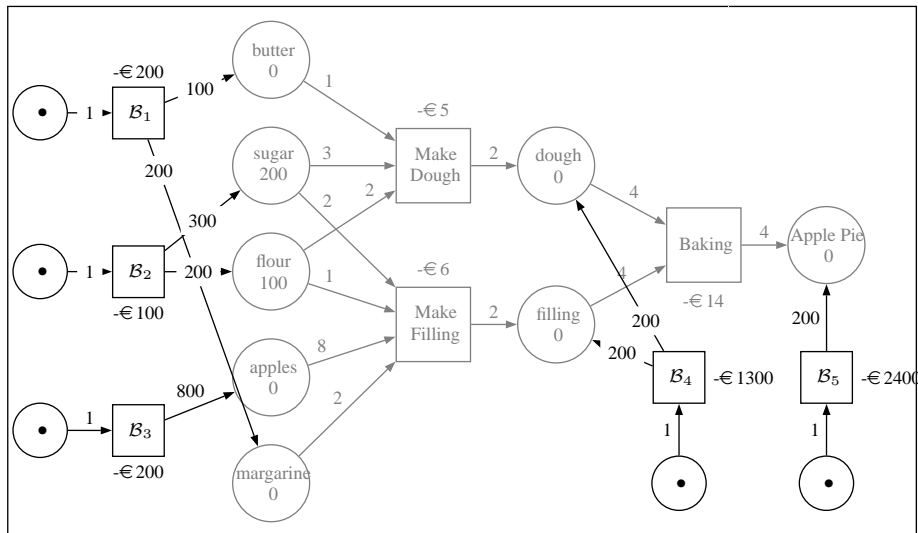 butter
0
-€200
100
1
-€5
1
B1
Make
Dough
sugar
200
3
2
dough
0
200
2
2
4
300
Apple Pie
0
Baking
4
1
B2
200
flour
100
1
-€6
-€14
-€100
Make
Filling
2
filling
0
4
200
200
200
apples
0
8
800
2
B4
-€1300
B5
-€2400
1
B3
-€200
1
1
margarine
0